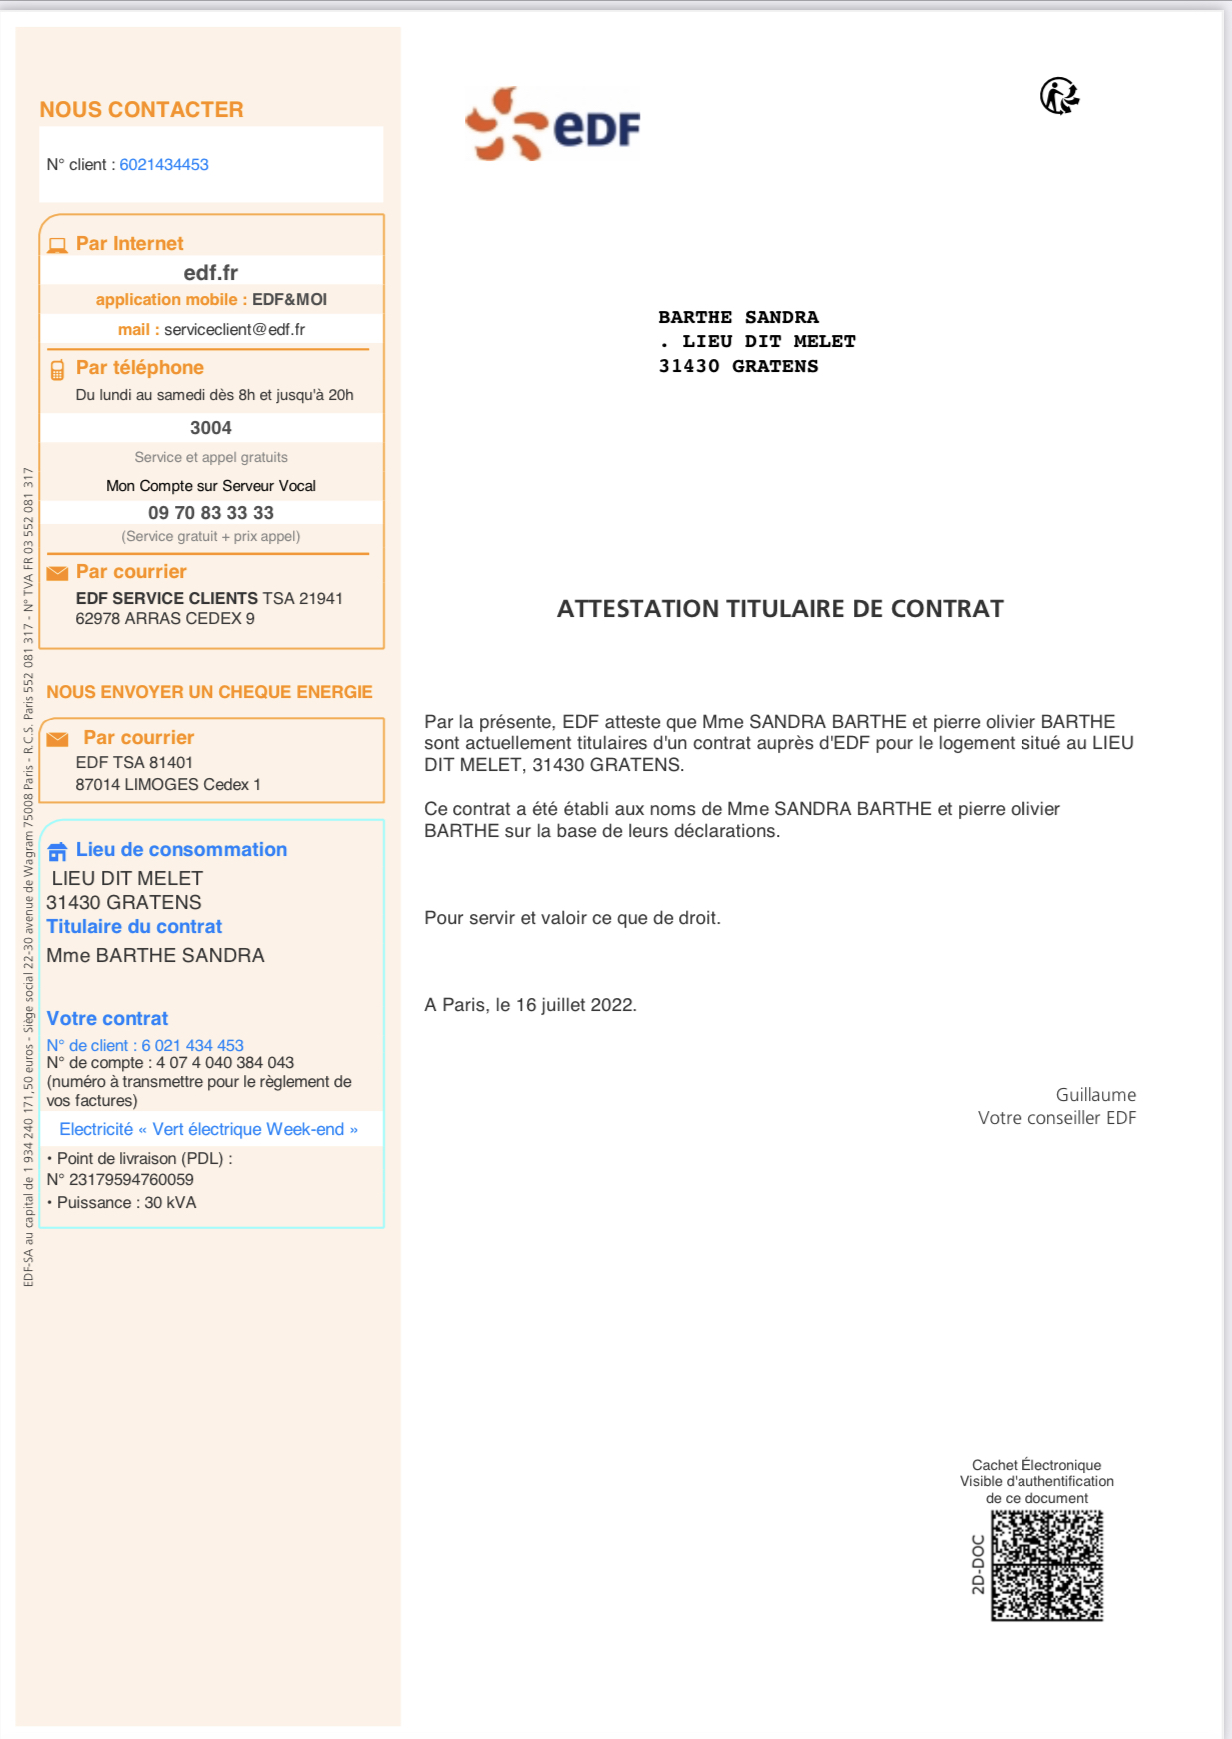 NOUS CONTACTER
N° client : 6021434453
Par Internet
edf.fr
application mobile : EDF&MOI
mail : serviceclient@edf.fr
Par téléphone
Du lundi au samedi dès 8h et jusqu'à 20h
3004
Service et appel gratuits
Mon Compte sur Serveur Vocal
09 70 83 33 33
(Service gratuit + prix appel)
Par courrier
EDF SERVICE CLIENTS TSA 21941
62978 ARRAS CEDEX 9
NOUS ENVOYER UN CHEQUE ENERGIE
Par courrier
EDF TSA 81401
87014 LIMOGES Cedex 1
Lieu de consommation
LIEU DIT MELET
31430 GRATENS
Titulaire du contrat
Mme BARTHE SANDRA
Votre contrat
N° de client : 6 021 434 453
N° de compte : 4 07 4 040 384 043
(numéro à transmettre pour le règlement de
vos factures)
Electricité « Vert électrique Week-end »
• Point de livraison (PDL) :
N° 23179594760059
• Puissance : 30 kVA
EDF-SA au capital de 1 934 240 171,50 euros - Siège social 22-30 avenue de Wagram 75008 Paris - R.C.S. Paris 552 081 317 - N° TVA FR 03 552 081 317
edf
BARTHE SANDRA
. LIEU DIT MELET
31430 GRATENS
ATTESTATION TITULAIRE DE CONTRAT
Par la présente, EDF atteste que Mme SANDRA BARTHE et pierre olivier BARTHE
sont actuellement titulaires d'un contrat auprès d'EDF pour le logement situé au LIEU
DIT MELET, 31430 GRATENS.
Ce contrat a été établi aux noms de Mme SANDRA BARTHE et pierre olivier
BARTHE sur la base de leurs déclarations.
Pour servir et valoir ce que de droit.
A Paris, le 16 juillet 2022.
Guillaume
Votre conseiller EDF
Cachet Électronique
Visible d'authentification
de ce document
2D-DOC